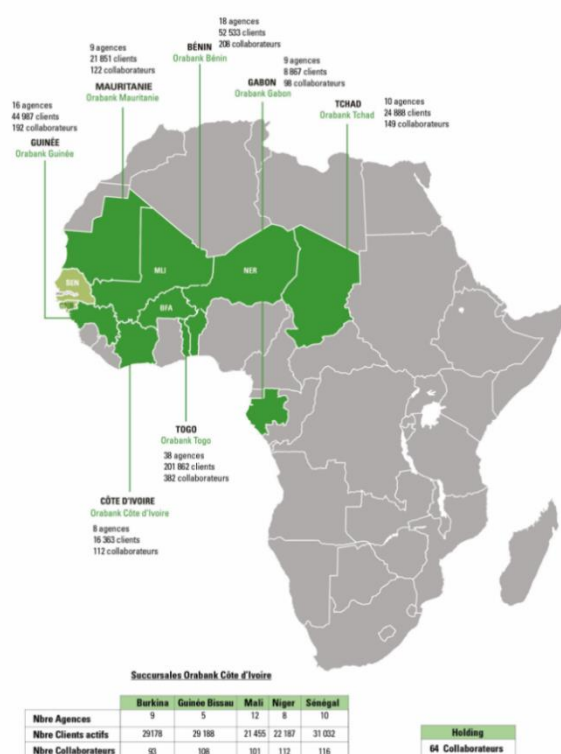 18 agences
52 533 clients
208 collaborateurs
BÉNIN
Orabank Bénin
9 agences
21 851 clients
122 collaborateurs
MAURITANIE
Orabank Mauritanie
9 agences
8 867 clients
98 collaborateurs
GABON
Orabank Gabon
TCHAD
Orabank Tchad
10 agences
24 888 clients
149 collaborateurs
16 agences
44 987 clients
192 collaborateurs
GUINÉE
Orabank Guinée
SEN
MLI
NER
BFA
TOGO
Orabank Togo
38 agences
201 862 clients
382 collaborateurs
CÔTE D'IVOIRE
Orabank Côte d'Ivoire
8 agences
16 363 clients
112 collaborateurs
Succursales Orabank Côte d'Ivoire
Burkina Guinée Bissau Mali Niger Sénégal
Nbre Agences 9 5 12 8 10
Nbre Clients actifs 29178 29 188 21 455 22 187 31 032
Nbre Collaborateurs 93 108 101 112 116
Holding
64 Collaborateurs